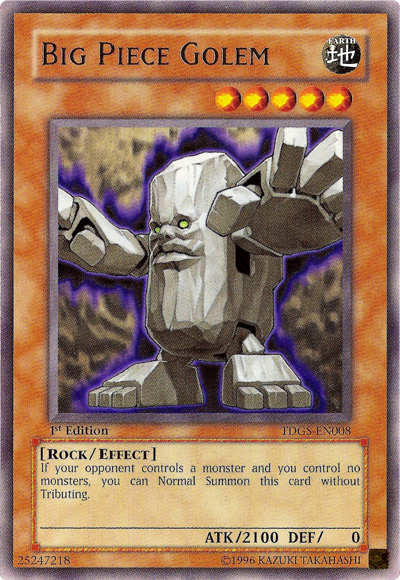 BIG PIECE GOLEM
EARTH
地
1st Edition
TDGS-EN008
[ROCK/EFFECT]
If your opponent controls a monster and you control no
monsters, you can Normal Summon this card without
Tributing.
ATK/2100 DEF/ 0
25247218
©1996 KAZUKI TAKAHASHI